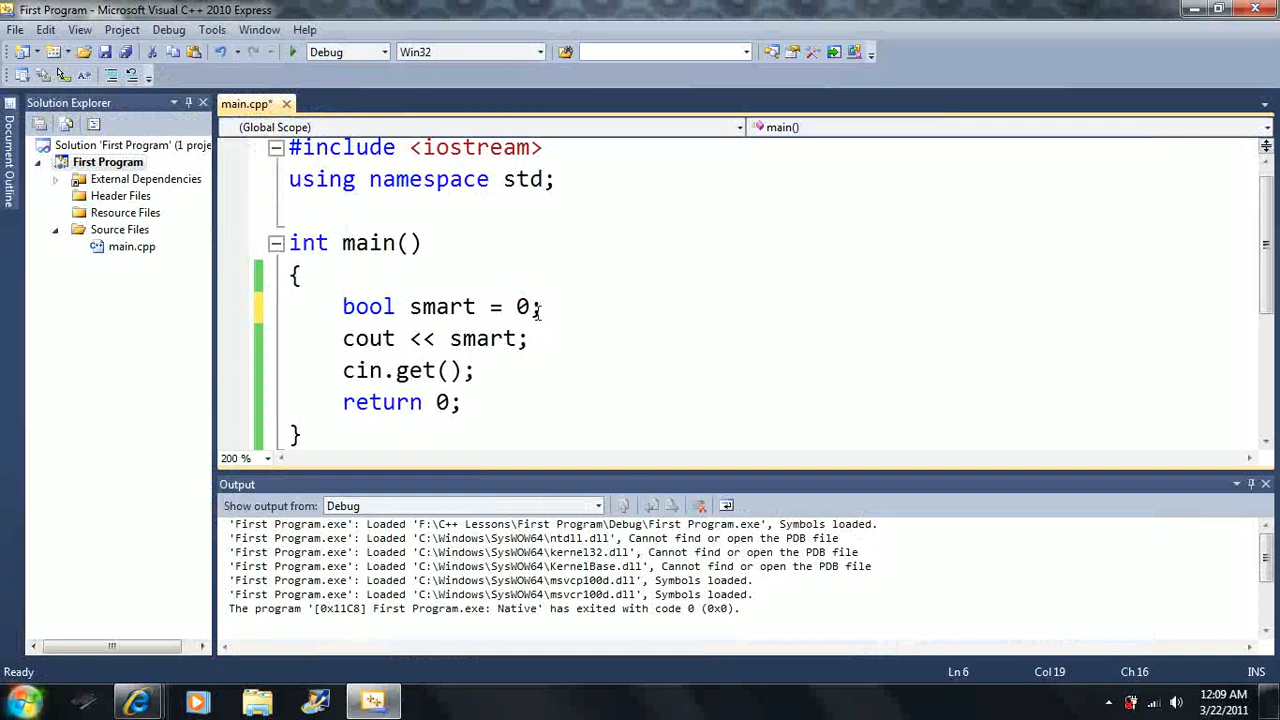 First Program - Microsoft Visual C++ 2010 Express
File Edit View Project Debug Tools Window Help
Debug Win32
Solution Explorer
main.cpp*
(Global Scope) main()
Document Outline
Solution 'First Program' (1 proje
First Program
External Dependencies
Header Files
Resource Files
Source Files
main.cpp
#include <iostream>
using namespace std;
int main()
{
bool smart = 0;
cout << smart;
cin.get();
return 0;
}
200 %
Output
Show output from: Debug
'First Program.exe': Loaded 'F:\C++ Lessons\First Program\Debug\First Program.exe', Symbols loaded.
'First Program.exe': Loaded 'C:\Windows\SysWOW64\ntdll.dll', Cannot find or open the PDB file
'First Program.exe': Loaded 'C:\Windows\SysWOW64\kernel32.dll', Cannot find or open the PDB file
'First Program.exe': Loaded 'C:\Windows\SysWOW64\KernelBase.dll', Cannot find or open the PDB file
'First Program.exe': Loaded 'C:\Windows\SysWOW64\msvcp100d.dll', Symbols loaded.
'First Program.exe': Loaded 'C:\Windows\SysWOW64\msvcr100d.dll', Symbols loaded.
The program '[0x11C8] First Program.exe: Native' has exited with code 0 (0x0).
Ready Ln 6 Col 19 Ch 16 INS
12:09 AM
3/22/2011